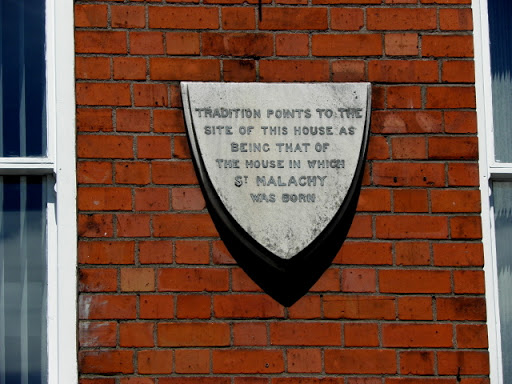 TRADITION POINTS TO THE
SITE OF THIS HOUSE AS
BEING THAT OF
THE HOUSE IN WHICH
ST MALACHY
WAS BORN